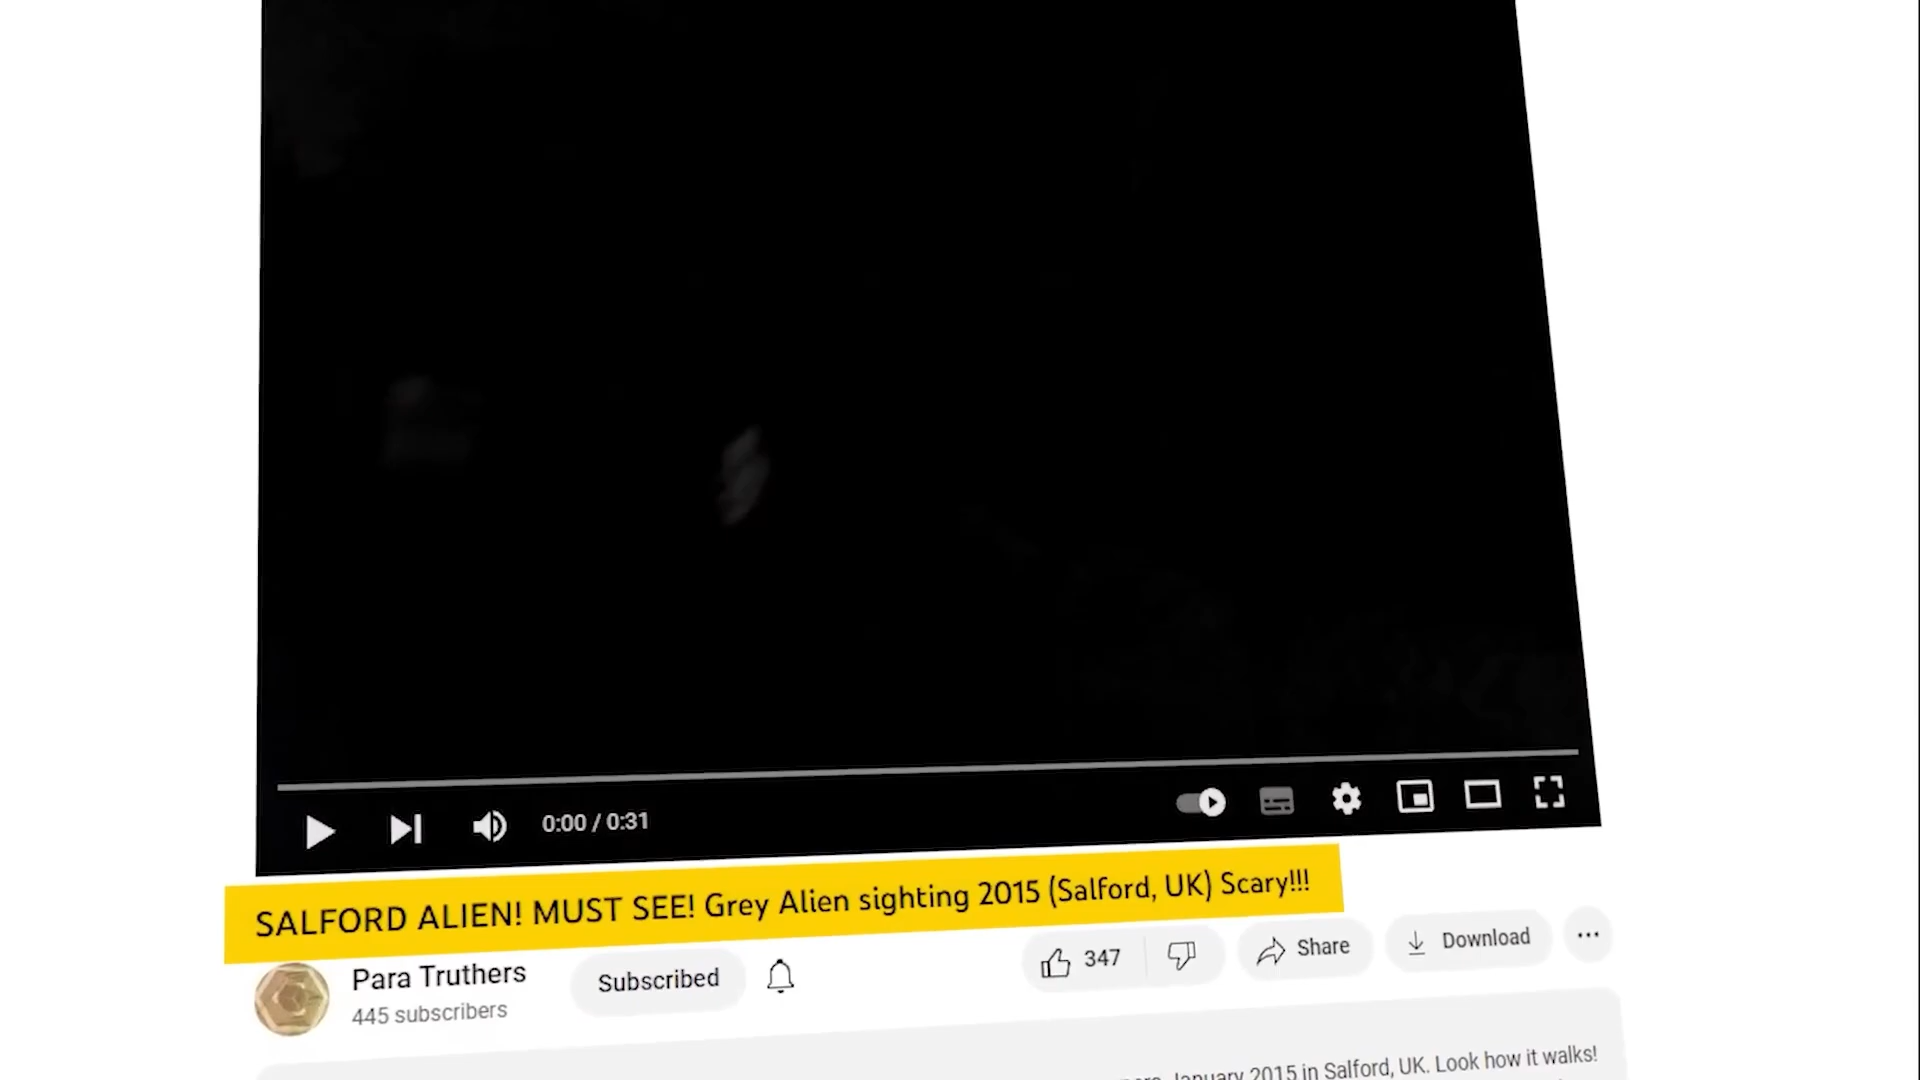 0:00 / 0:31
SALFORD ALIEN! MUST SEE! Grey Alien sighting 2015 (Salford, UK) Scary!!!
Para Truthers
445 subscribers
Subscribed
347
Share
Download
January 2015 in Salford, UK. Look how it walks!